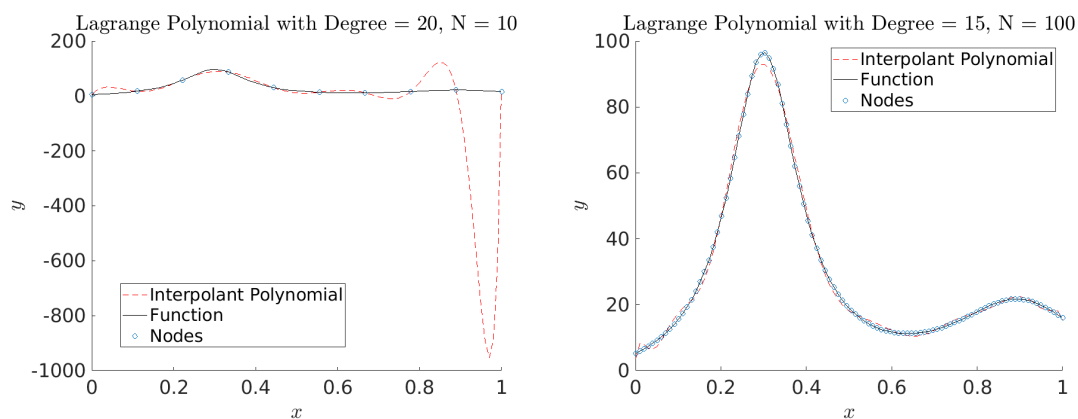 Lagrange Polynomial with Degree = 20, N = 10
200
0
-200
-400
-600
-800
-1000
y
Interpolant Polynomial
Function
Nodes
0
0.2
0.4
0.6
0.8
1
x
Lagrange Polynomial with Degree = 15, N = 100
100
80
60
40
20
0
y
Interpolant Polynomial
Function
Nodes
0
0.2
0.4
0.6
0.8
1
x